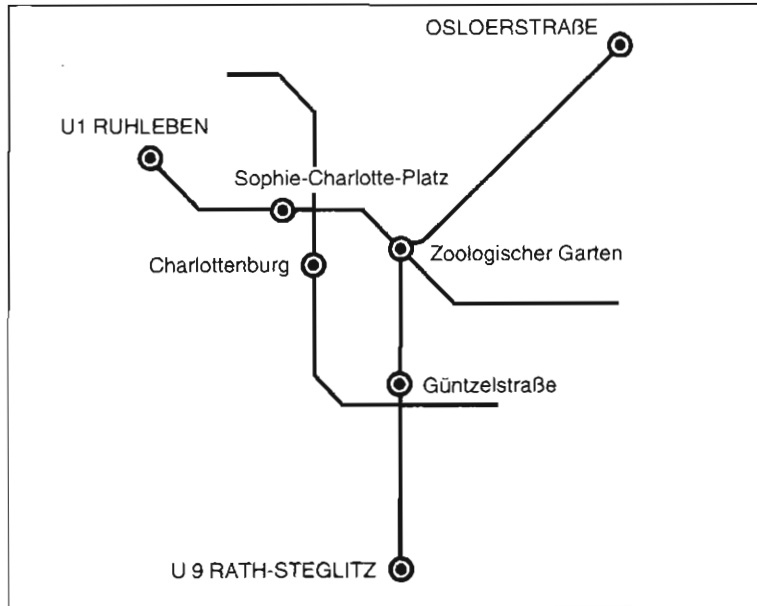 OSLOERSTRAßE
U1 RUHLEBEN
Sophie-Charlotte-Platz
Zoologischer Garten
Charlottenburg
Güntzelstraße
U 9 RATH-STEGLITZ